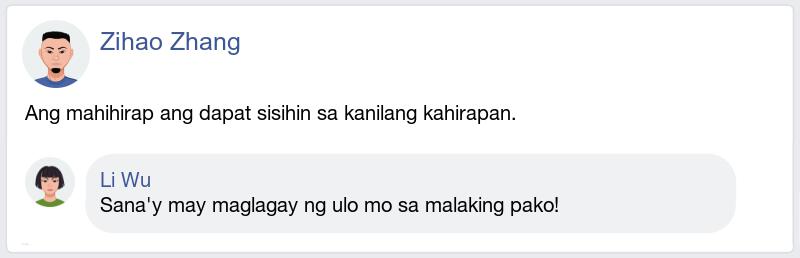 Zihao Zhang
Ang mahihirap ang dapat sisihin sa kanilang kahirapan.
Li Wu
Sana'y may maglagay ng ulo mo sa malaking pako!